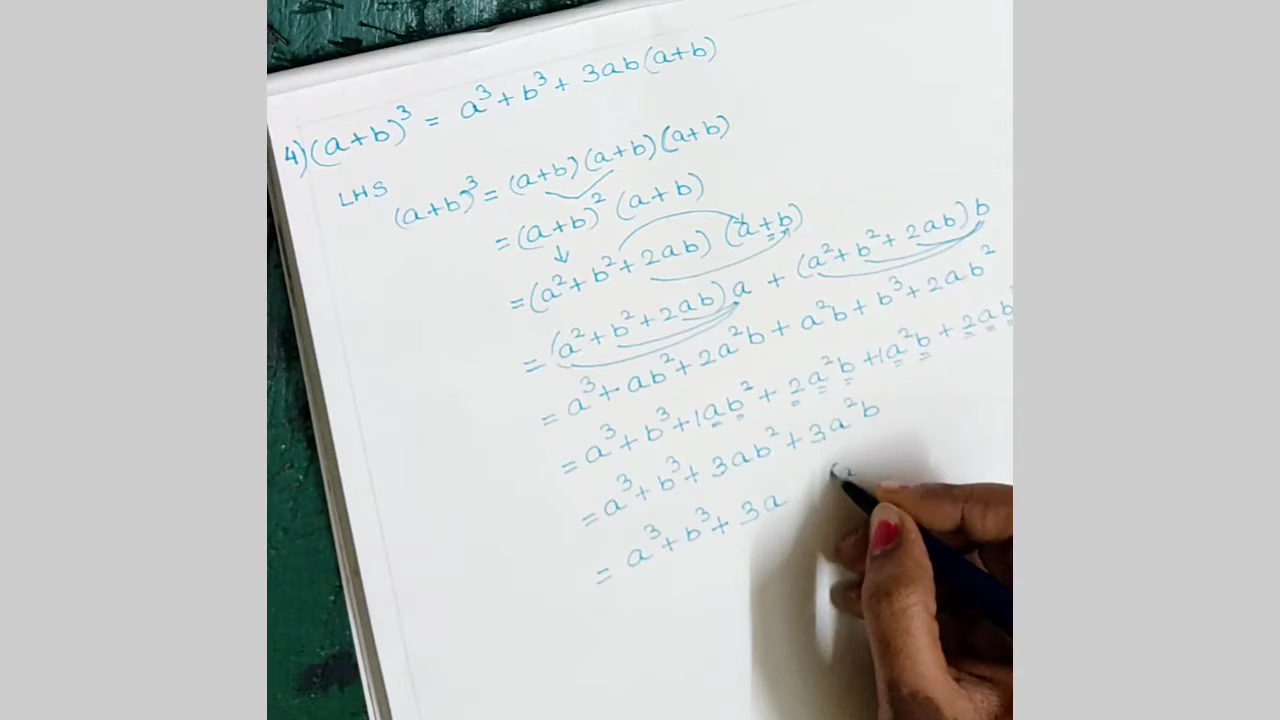 4) (a+b)³ = a³+b³+3ab(a+b)
LHS (a+b)³ = (a+b)(a+b)(a+b)
= (a+b)² (a+b)
= (a²+b²+2ab) (a+b)
= (a²+b²+2ab)a + (a²+b²+2ab)b
= a³+ab²+2a²b+a²b+b³+2ab²
= a³+b³+1ab²+2a²b+1a²b+2ab²
= a³+b³+3ab²+3a²b
= a³+b³+3a